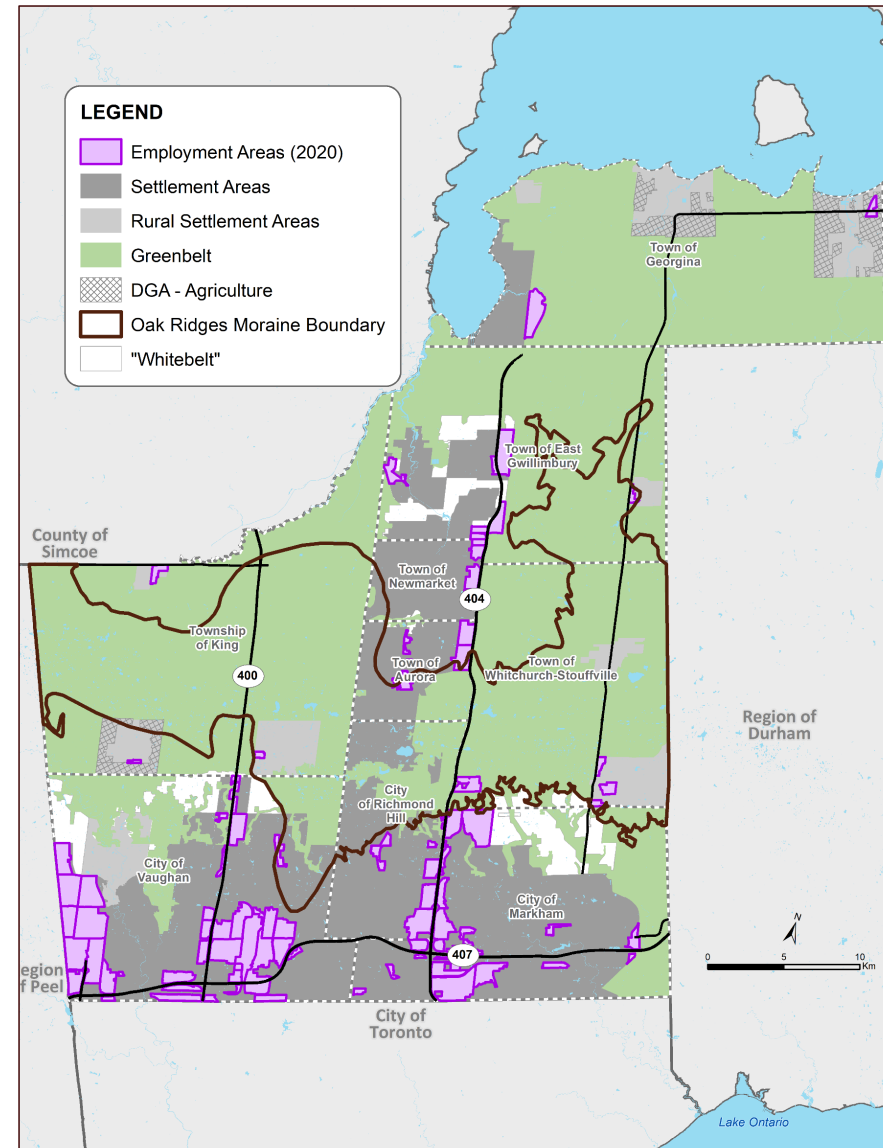 LEGEND
Employment Areas (2020)
Settlement Areas
Rural Settlement Areas
Greenbelt
DGA - Agriculture
Oak Ridges Moraine Boundary
"Whitebelt"
Town of
Georgina
Town of East
Gwillimbury
County of
Simcoe
Town of
Newmarket
404
Township
of King
400
Town of
Aurora
Town of
Whitchurch-Stouffville
Region of
Durham
City
of Richmond
Hill
City of
Vaughan
City of
Markham
N
0 5 10
Km
407
egion
f Peel
City of
Toronto
Lake Ontario